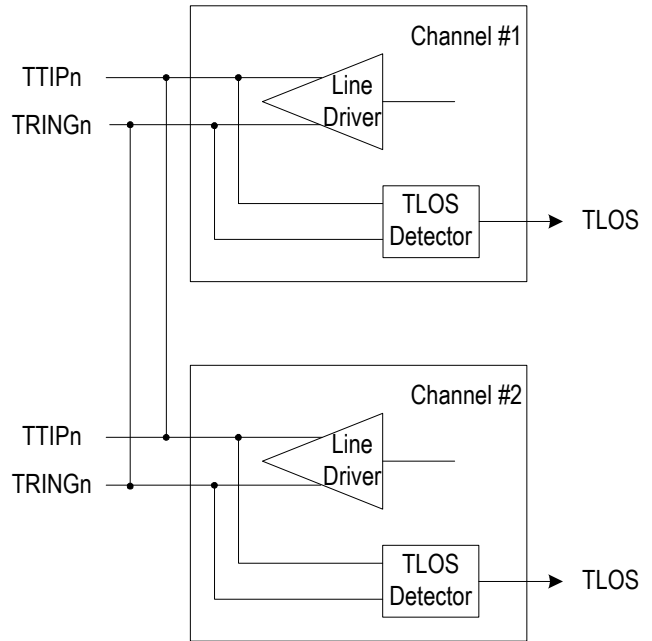 Channel #1
TTIPn
Line
Driver
TRINGn
TLOS
Detector
TLOS
Channel #2
TTIPn
Line
Driver
TRINGn
TLOS
Detector
TLOS